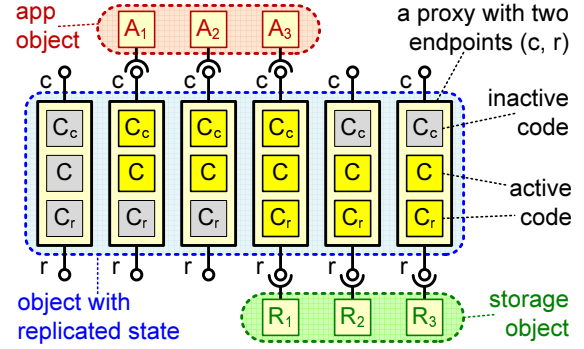 app
object
A1 A2 A3
a proxy with two
endpoints (c, r)
c c c c c c
inactive
code
Cc Cc Cc Cc Cc Cc
C C C C C C
active
code
Cr Cr Cr Cr Cr Cr
r r r r r r
object with
replicated state
R1 R2 R3
storage
object